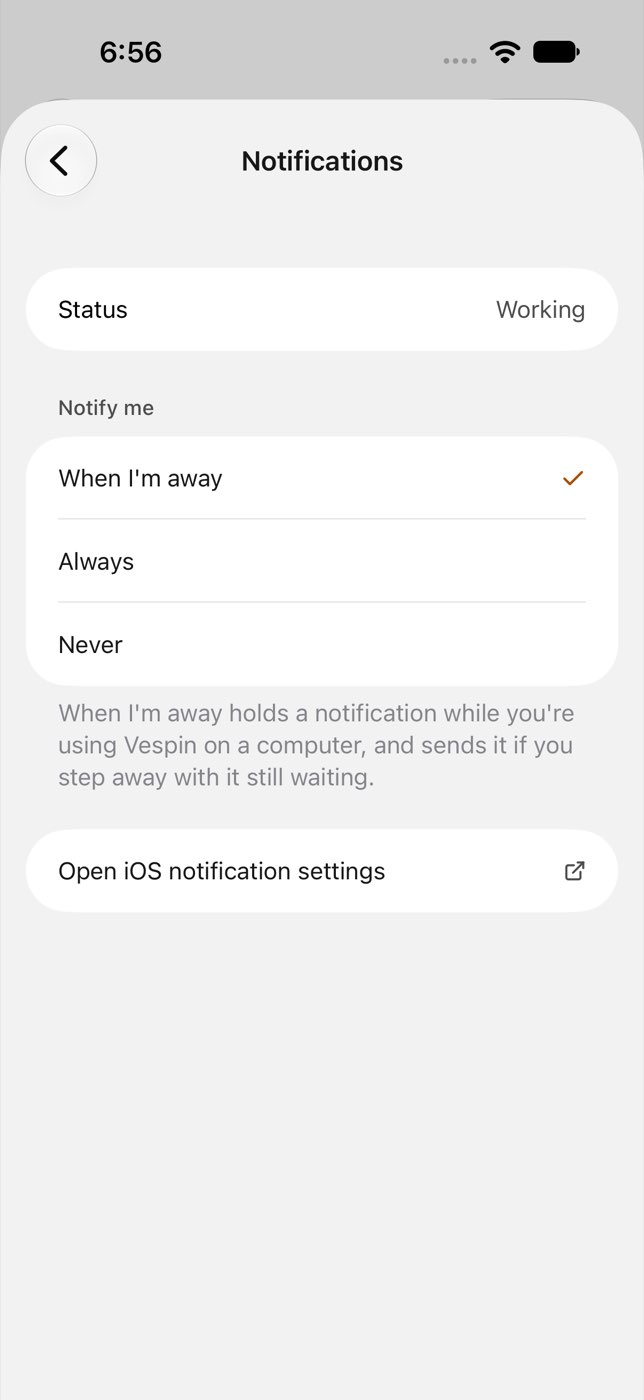 6:56
Notifications
Status Working
Notify me
When I'm away
Always
Never
When I'm away holds a notification while you're
using Vespin on a computer, and sends it if you
step away with it still waiting.
Open iOS notification settings